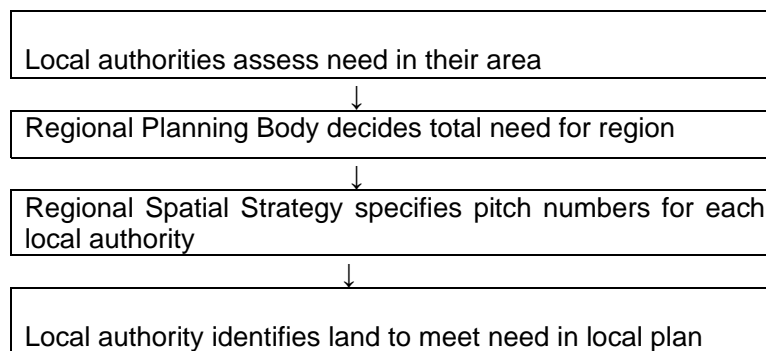 Local authorities assess need in their area
↓
Regional Planning Body decides total need for region
↓
Regional Spatial Strategy specifies pitch numbers for each
local authority
↓
Local authority identifies land to meet need in local plan